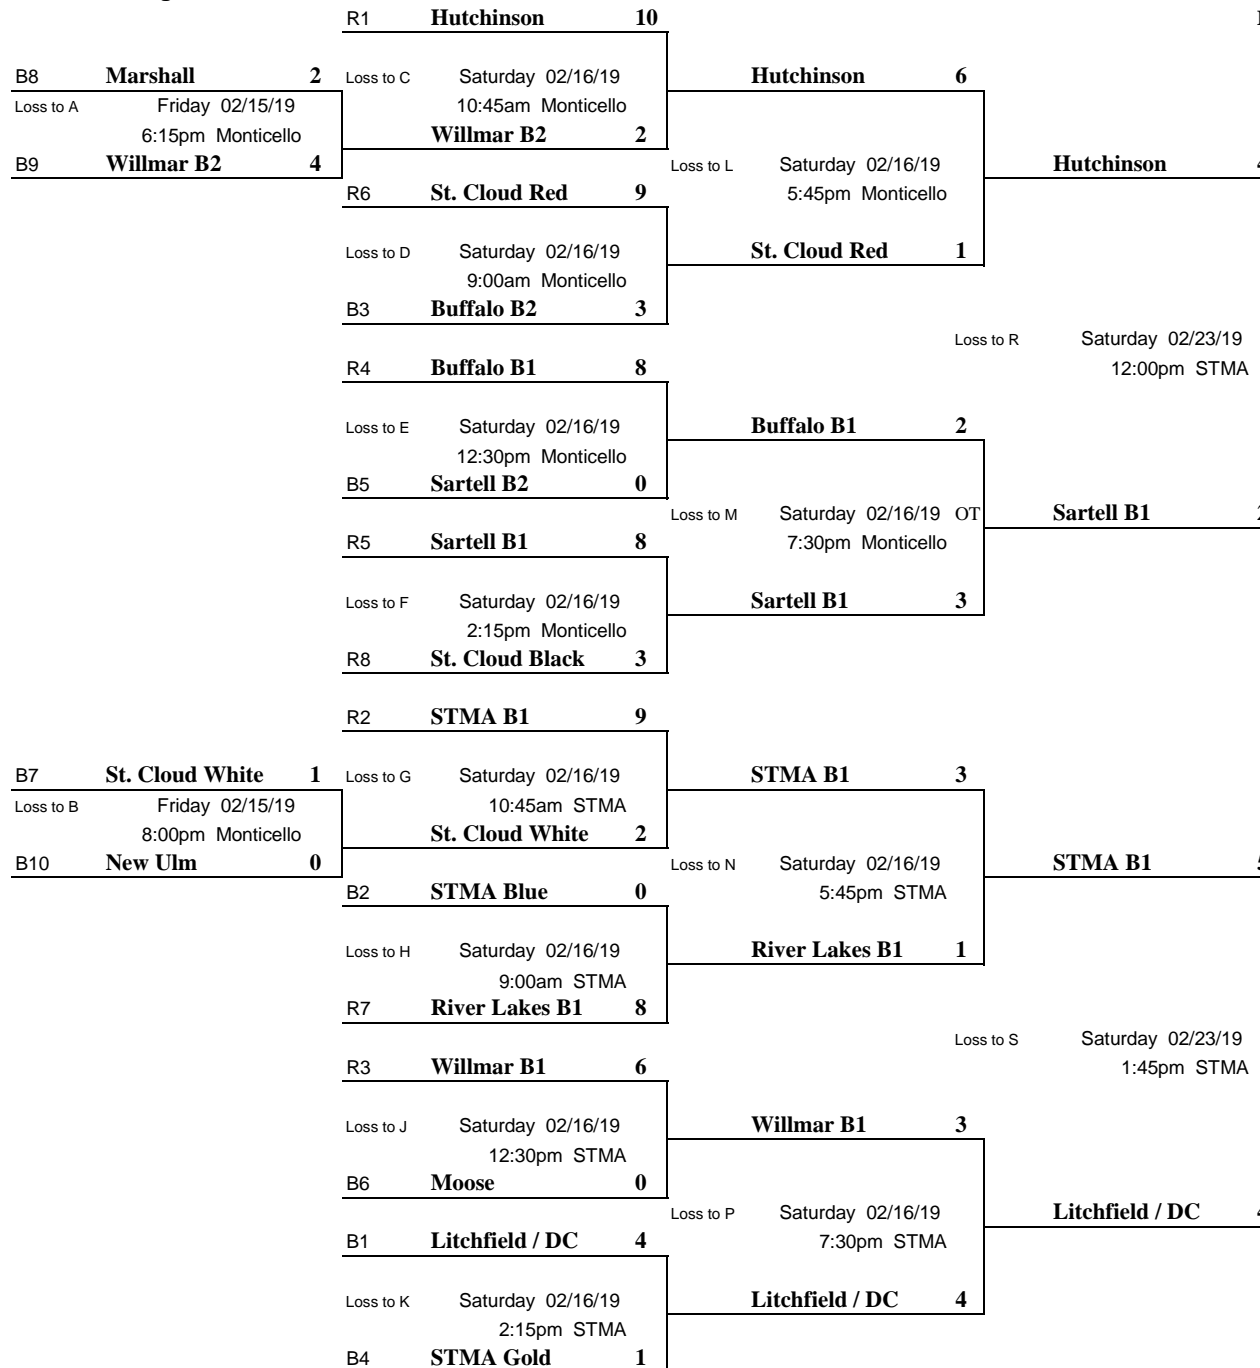 R1 Hutchinson 10
B8 Marshall 2 Loss to C Saturday 02/16/19 Hutchinson 6
Loss to A Friday 02/15/19 10:45am Monticello
6:15pm Monticello Willmar B2 2
B9 Willmar B2 4 Loss to L Saturday 02/16/19 Hutchinson
R6 St. Cloud Red 9 5:45pm Monticello
Loss to D Saturday 02/16/19 St. Cloud Red 1
9:00am Monticello
B3 Buffalo B2 3
Loss to R Saturday 02/23/19
R4 Buffalo B1 8 12:00pm STMA
Loss to E Saturday 02/16/19 Buffalo B1 2
12:30pm Monticello
B5 Sartell B2 0
Loss to M Saturday 02/16/19 OT Sartell B1
R5 Sartell B1 8 7:30pm Monticello
Loss to F Saturday 02/16/19 Sartell B1 3
2:15pm Monticello
R8 St. Cloud Black 3
R2 STMA B1 9
B7 St. Cloud White 1 Loss to G Saturday 02/16/19 STMA B1 3
Loss to B Friday 02/15/19 10:45am STMA
8:00pm Monticello St. Cloud White 2
B10 New Ulm 0 Loss to N Saturday 02/16/19 STMA B1
B2 STMA Blue 0 5:45pm STMA
Loss to H Saturday 02/16/19 River Lakes B1 1
9:00am STMA
R7 River Lakes B1 8
Loss to S Saturday 02/23/19
R3 Willmar B1 6 1:45pm STMA
Loss to J Saturday 02/16/19 Willmar B1 3
12:30pm STMA
B6 Moose 0
Loss to P Saturday 02/16/19 Litchfield / DC
B1 Litchfield / DC 4 7:30pm STMA
Loss to K Saturday 02/16/19 Litchfield / DC 4
2:15pm STMA
B4 STMA Gold 1